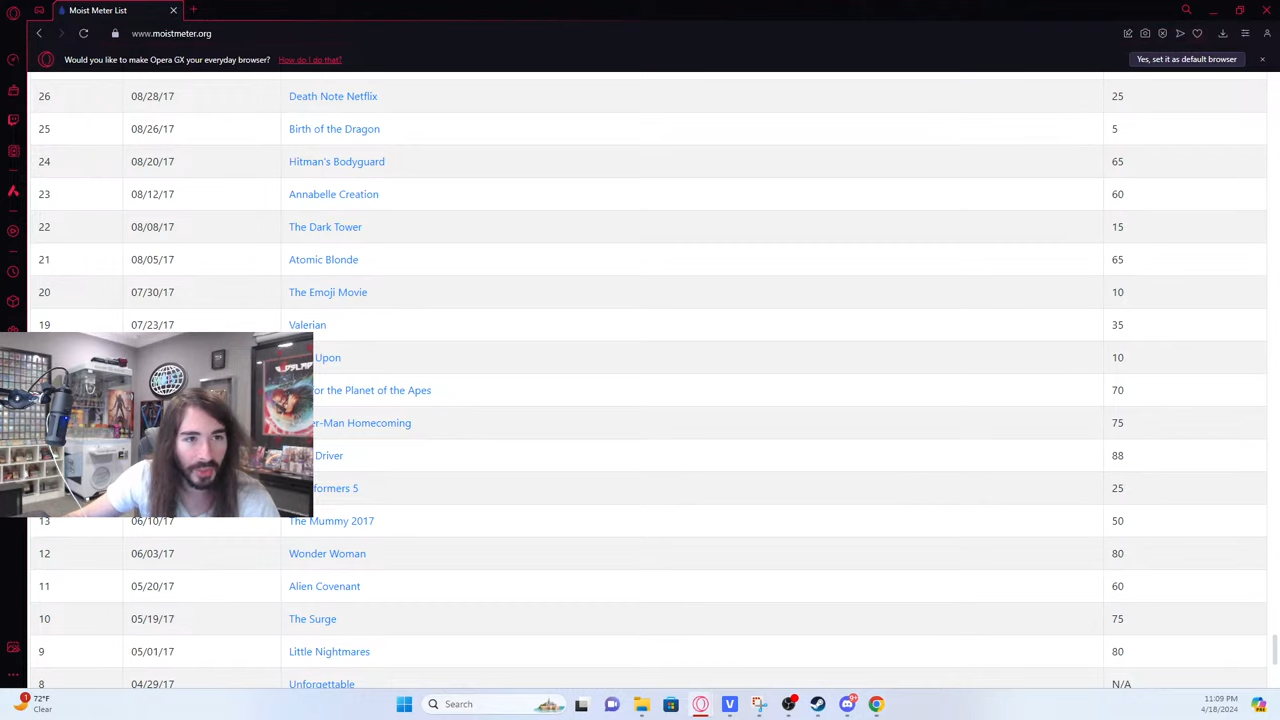 Moist Meter List
www.moistmeter.org
Would you like to make Opera GX your everyday browser? How do I do that? Yes, set it as default browser
26 08/28/17 Death Note Netflix 25
25 08/26/17 Birth of the Dragon 5
24 08/20/17 Hitman's Bodyguard 65
23 08/12/17 Annabelle Creation 60
22 08/08/17 The Dark Tower 15
21 08/05/17 Atomic Blonde 65
20 07/30/17 The Emoji Movie 10
19 07/23/17 Valerian 35
Upon 10
or the Planet of the Apes 70
er-Man Homecoming 75
Driver 88
formers 5 25
13 06/10/17 The Mummy 2017 50
12 06/03/17 Wonder Woman 80
11 05/20/17 Alien Covenant 60
10 05/19/17 The Surge 75
9 05/01/17 Little Nightmares 80
8 04/29/17 Unforgettable N/A
1 72°F
Clear
Search
11:09 PM
4/18/2024